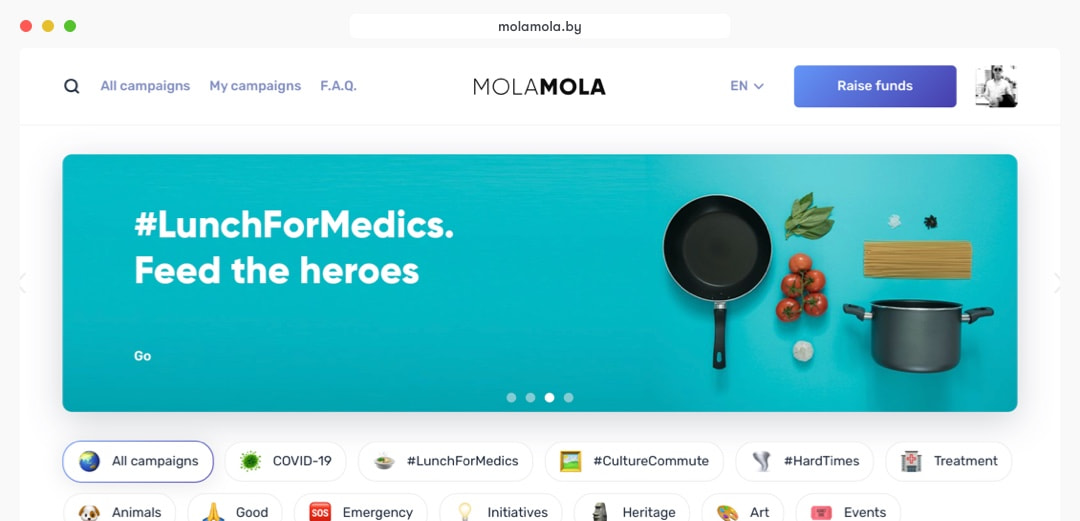 molamola.by
All campaigns My campaigns F.A.Q. MOLAMOLA EN Raise funds
#LunchForMedics.
Feed the heroes
Go
All campaigns COVID-19 #LunchForMedics #CultureCommute #HardTimes Treatment
Animals Good SOS Emergency Initiatives Heritage Art Events